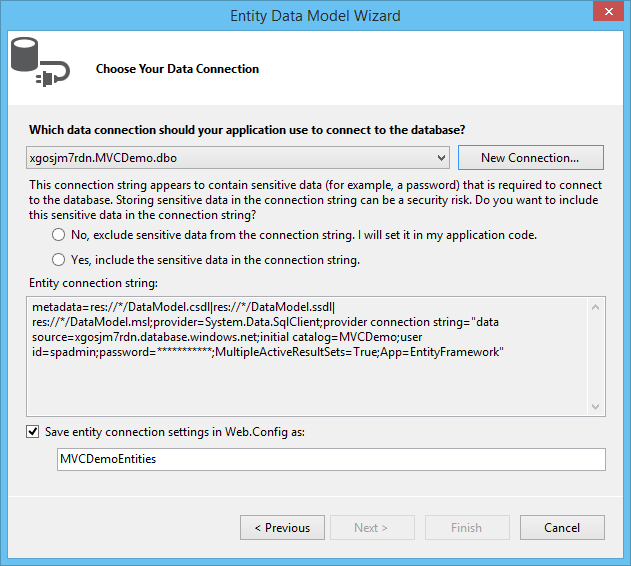 Entity Data Model Wizard
Choose Your Data Connection
Which data connection should your application use to connect to the database?
xgosjm7rdn.MVCDemo.dbo
New Connection...
This connection string appears to contain sensitive data (for example, a password) that is required to connect
to the database. Storing sensitive data in the connection string can be a security risk. Do you want to include
this sensitive data in the connection string?
No, exclude sensitive data from the connection string. I will set it in my application code.
Yes, include the sensitive data in the connection string.
Entity connection string:
metadata=res://*/DataModel.csdl|res://*/DataModel.ssdl|
res://*/DataModel.msl;provider=System.Data.SqlClient;provider connection string="data
source=xgosjm7rdn.database.windows.net;initial catalog=MVCDemo;user
id=spadmin;password=***********;MultipleActiveResultSets=True;App=EntityFramework"
Save entity connection settings in Web.Config as:
MVCDemoEntities
< Previous
Next >
Finish
Cancel